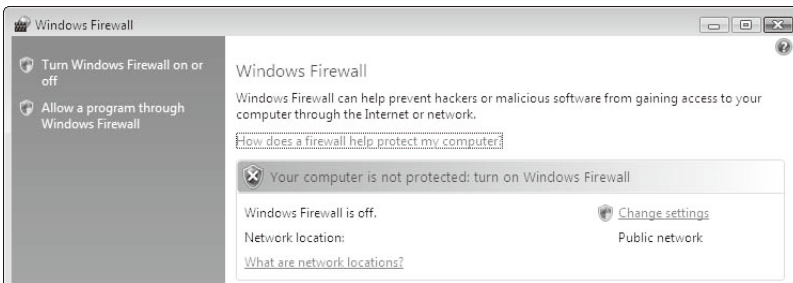 Windows Firewall
Turn Windows Firewall on or
off
Allow a program through
Windows Firewall
Windows Firewall
Windows Firewall can help prevent hackers or malicious software from gaining access to your
computer through the Internet or network.
How does a firewall help protect my computer?
Your computer is not protected: turn on Windows Firewall
Windows Firewall is off.
Change settings
Network location:
Public network
What are network locations?